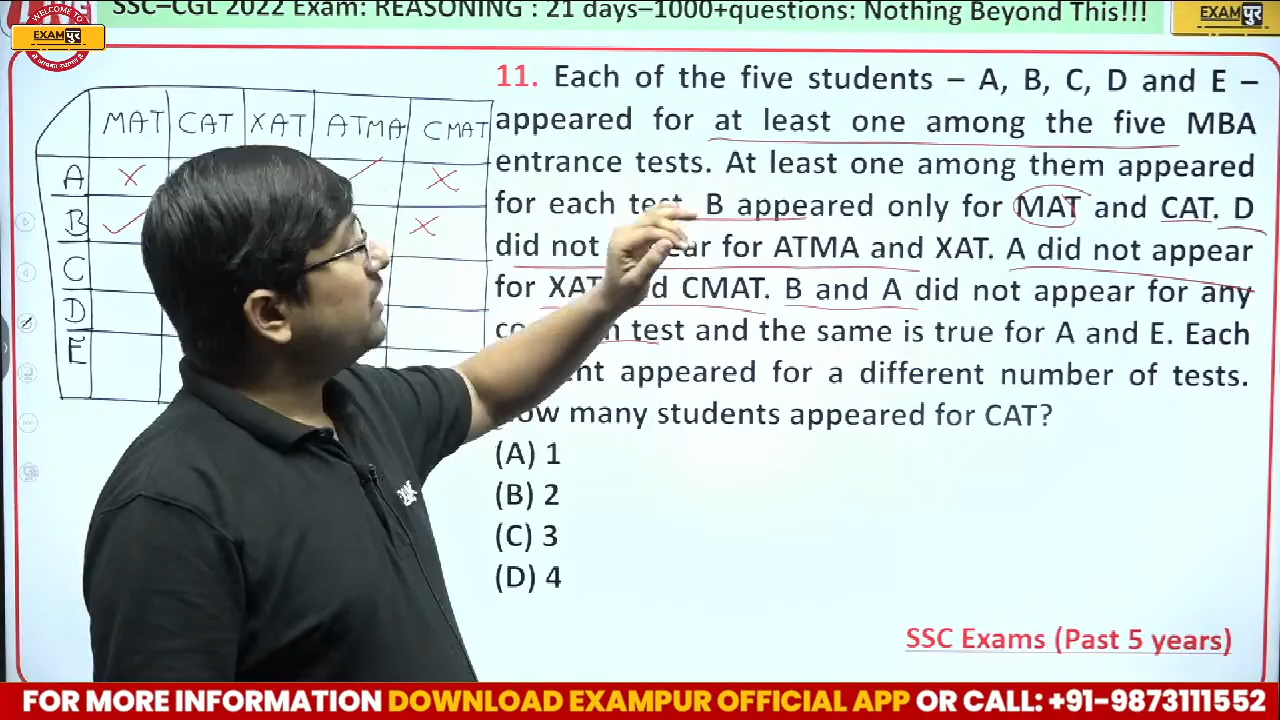 SSC–CGL 2022 Exam: REASONING : 21 days–1000+questions: Nothing Beyond This!!!
WELCOME TO
EXAMपुर
EXAMपुर
MAT CAT XAT ATMA CMAT
A
B
C
D
E
11. Each of the five students – A, B, C, D and E –
appeared for at least one among the five MBA
entrance tests. At least one among them appeared
for each test. B appeared only for MAT and CAT. D
did not for ATMA and XAT. A did not appear
for XAT CMAT. B and A did not appear for any
test and the same is true for A and E. Each
appeared for a different number of tests.
many students appeared for CAT?
(A) 1
(B) 2
(C) 3
(D) 4
SSC Exams (Past 5 years)
FOR MORE INFORMATION DOWNLOAD EXAMPUR OFFICIAL APP OR CALL: +91-9873111552